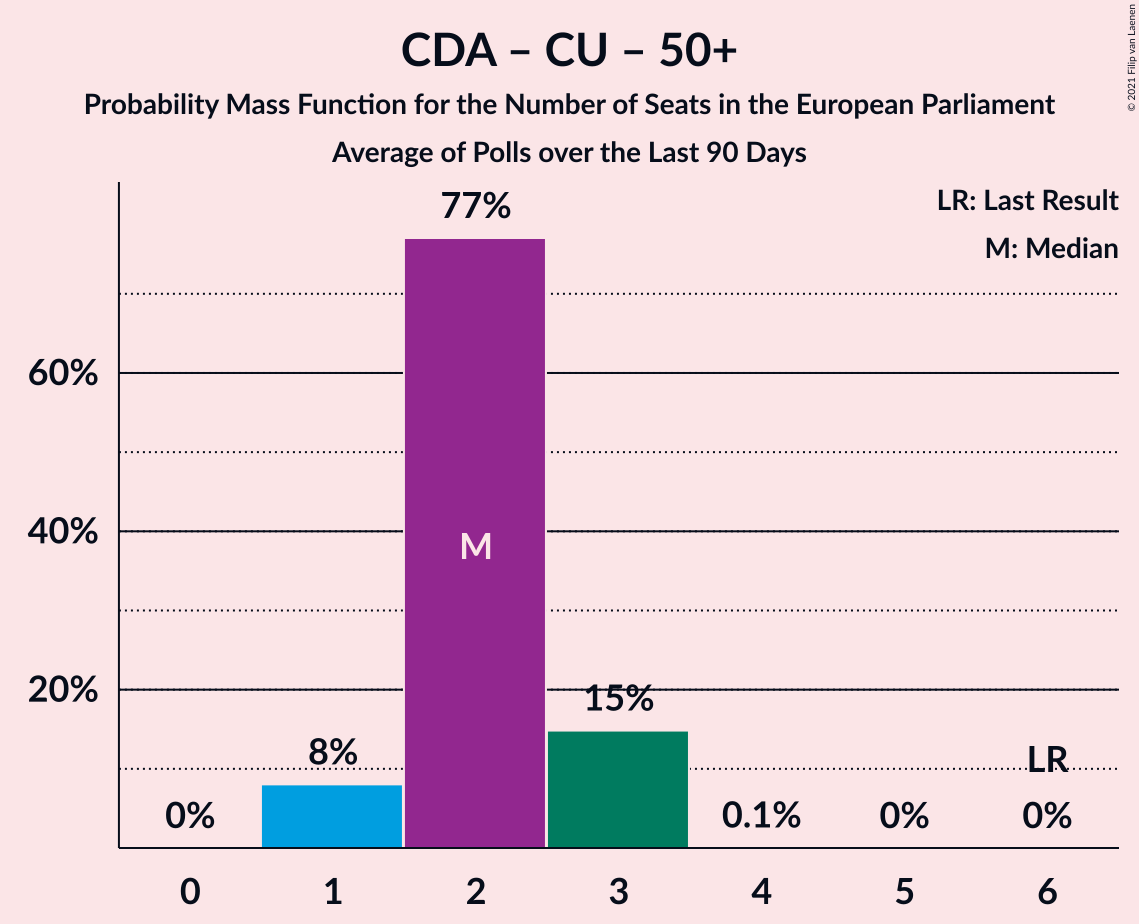 CDA – CU – 50+
Probability Mass Function for the Number of Seats in the European Parliament
Average of Polls over the Last 90 Days
© 2021 Filip van Laenen
LR: Last Result
M: Median
77%
60%
40%
M
20%
15%
8%
LR
0%
0.1%
0%
0%
0 1 2 3 4 5 6